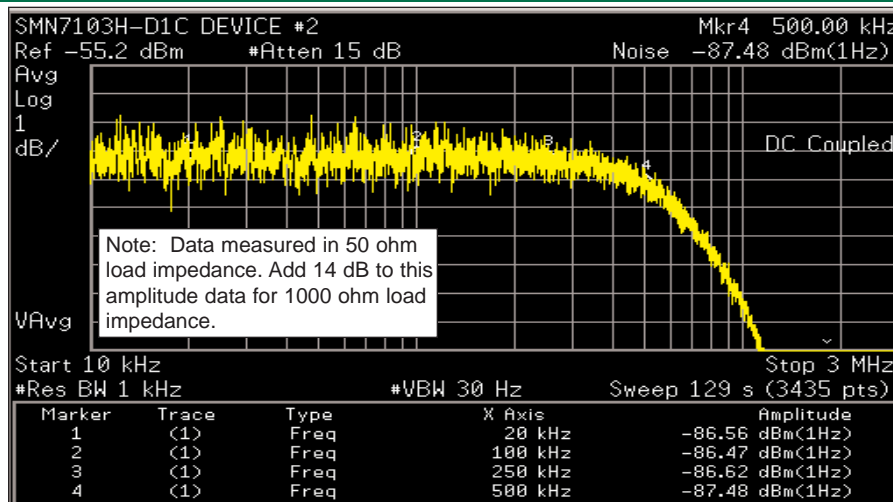 SMN7103H-D1C DEVICE #2 Mkr4 500.00 kHz
Ref -55.2 dBm #Atten 15 dB Noise -87.48 dBm(1Hz)
Avg
Log
1
dB/
2
3
DC Coupled
4
Note: Data measured in 50 ohm
load impedance. Add 14 dB to this
amplitude data for 1000 ohm load
impedance.
VAvg
Start 10 kHz Stop 3 MHz
#Res BW 1 kHz #VBW 30 Hz Sweep 129 s (3435 pts)
Marker Trace Type X Axis Amplitude
1 (1) Freq 20 kHz -86.56 dBm(1Hz)
2 (1) Freq 100 kHz -86.47 dBm(1Hz)
3 (1) Freq 250 kHz -86.62 dBm(1Hz)
4 (1) Freq 500 kHz -87.48 dBm(1Hz)